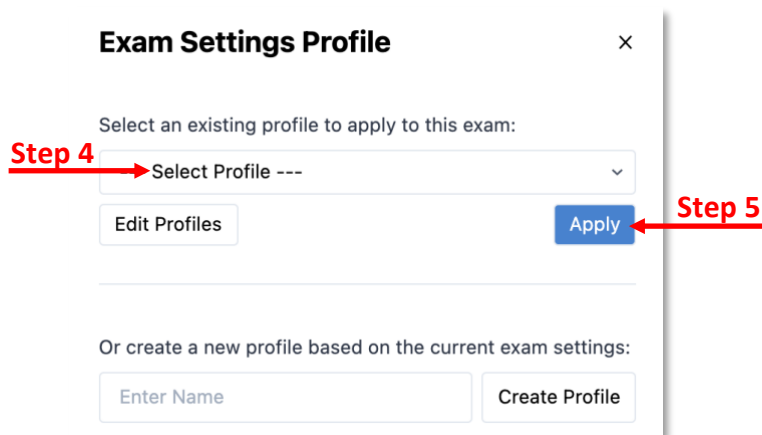 Exam Settings Profile ×
Select an existing profile to apply to this exam:
Step 4
Select Profile ---
Edit Profiles
Apply
Step 5
Or create a new profile based on the current exam settings:
Enter Name
Create Profile